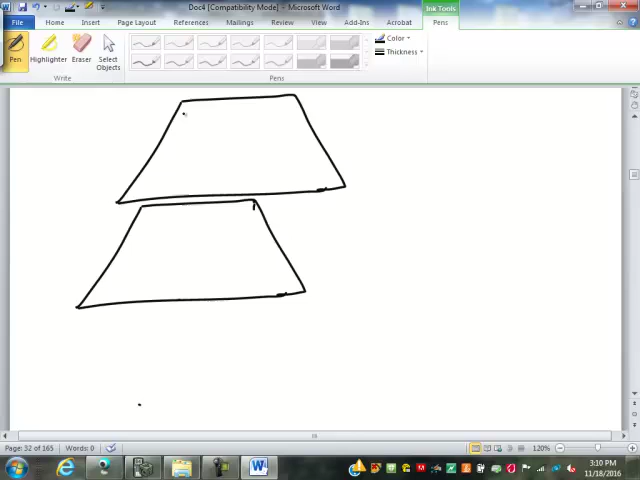 Doc4 [Compatibility Mode] - Microsoft Word
Ink Tools
File Home Insert Page Layout References Mailings Review View Add-Ins Acrobat Pens
Pen Highlighter Eraser Select Objects
Color
Thickness
Write Pens
Page: 32 of 165 Words: 0 120%
3:10 PM
11/18/2016